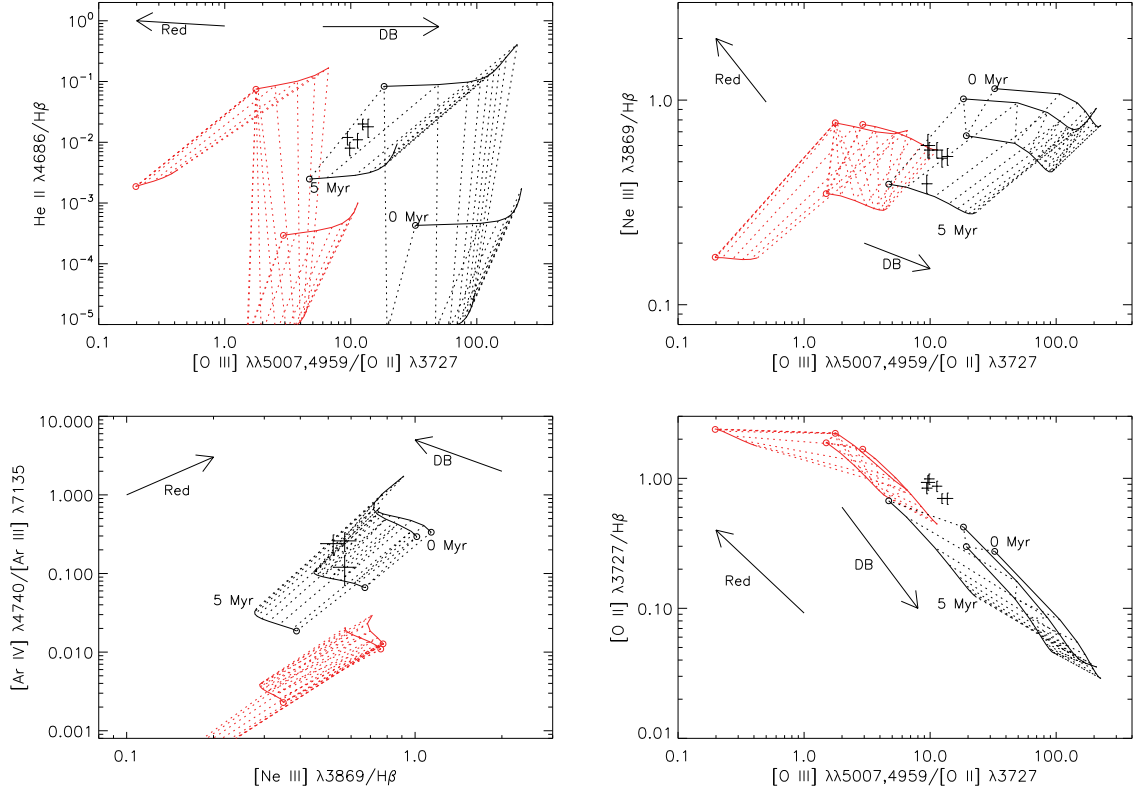 10⁰
10⁻¹
10⁻²
10⁻³
10⁻⁴
10⁻⁵
He II λ4686/Hβ
Red
DB
5 Myr
0 Myr
0.1
1.0
10.0
100.0
[O III] λλ5007,4959/[O II] λ3727
1.0
0.1
[Ne III] λ3869/Hβ
Red
0 Myr
5 Myr
DB
0.1
1.0
10.0
100.0
[O III] λλ5007,4959/[O II] λ3727
10.000
1.000
0.100
0.010
0.001
[Ar IV] λ4740/[Ar III] λ7135
Red
DB
0 Myr
5 Myr
0.1
1.0
[Ne III] λ3869/Hβ
1.00
0.10
0.01
[O II] λ3727/Hβ
Red
DB
0 Myr
5 Myr
0.1
1.0
10.0
100.0
[O III] λλ5007,4959/[O II] λ3727